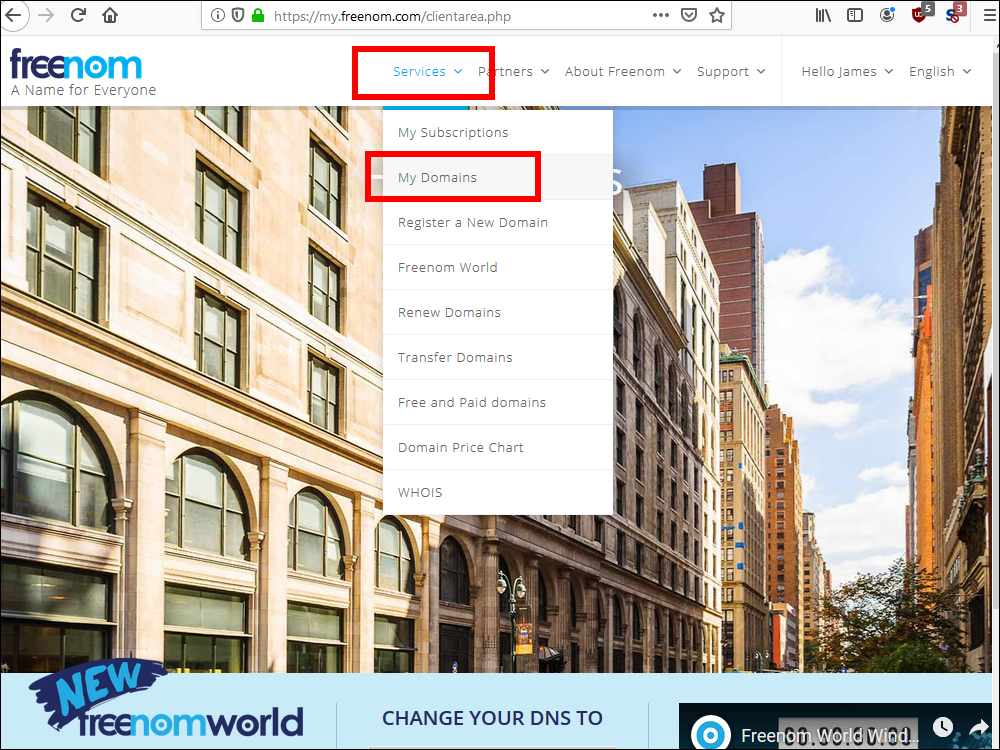 https://my.freenom.com/clientarea.php
5
3
freenom
A Name for Everyone
Services
Partners
About Freenom
Support
Hello James
English
My Subscriptions
My Domains
Register a New Domain
Freenom World
Renew Domains
Transfer Domains
Free and Paid domains
Domain Price Chart
WHOIS
NEW
freenomworld
CHANGE YOUR DNS TO
Freenom World Wind...